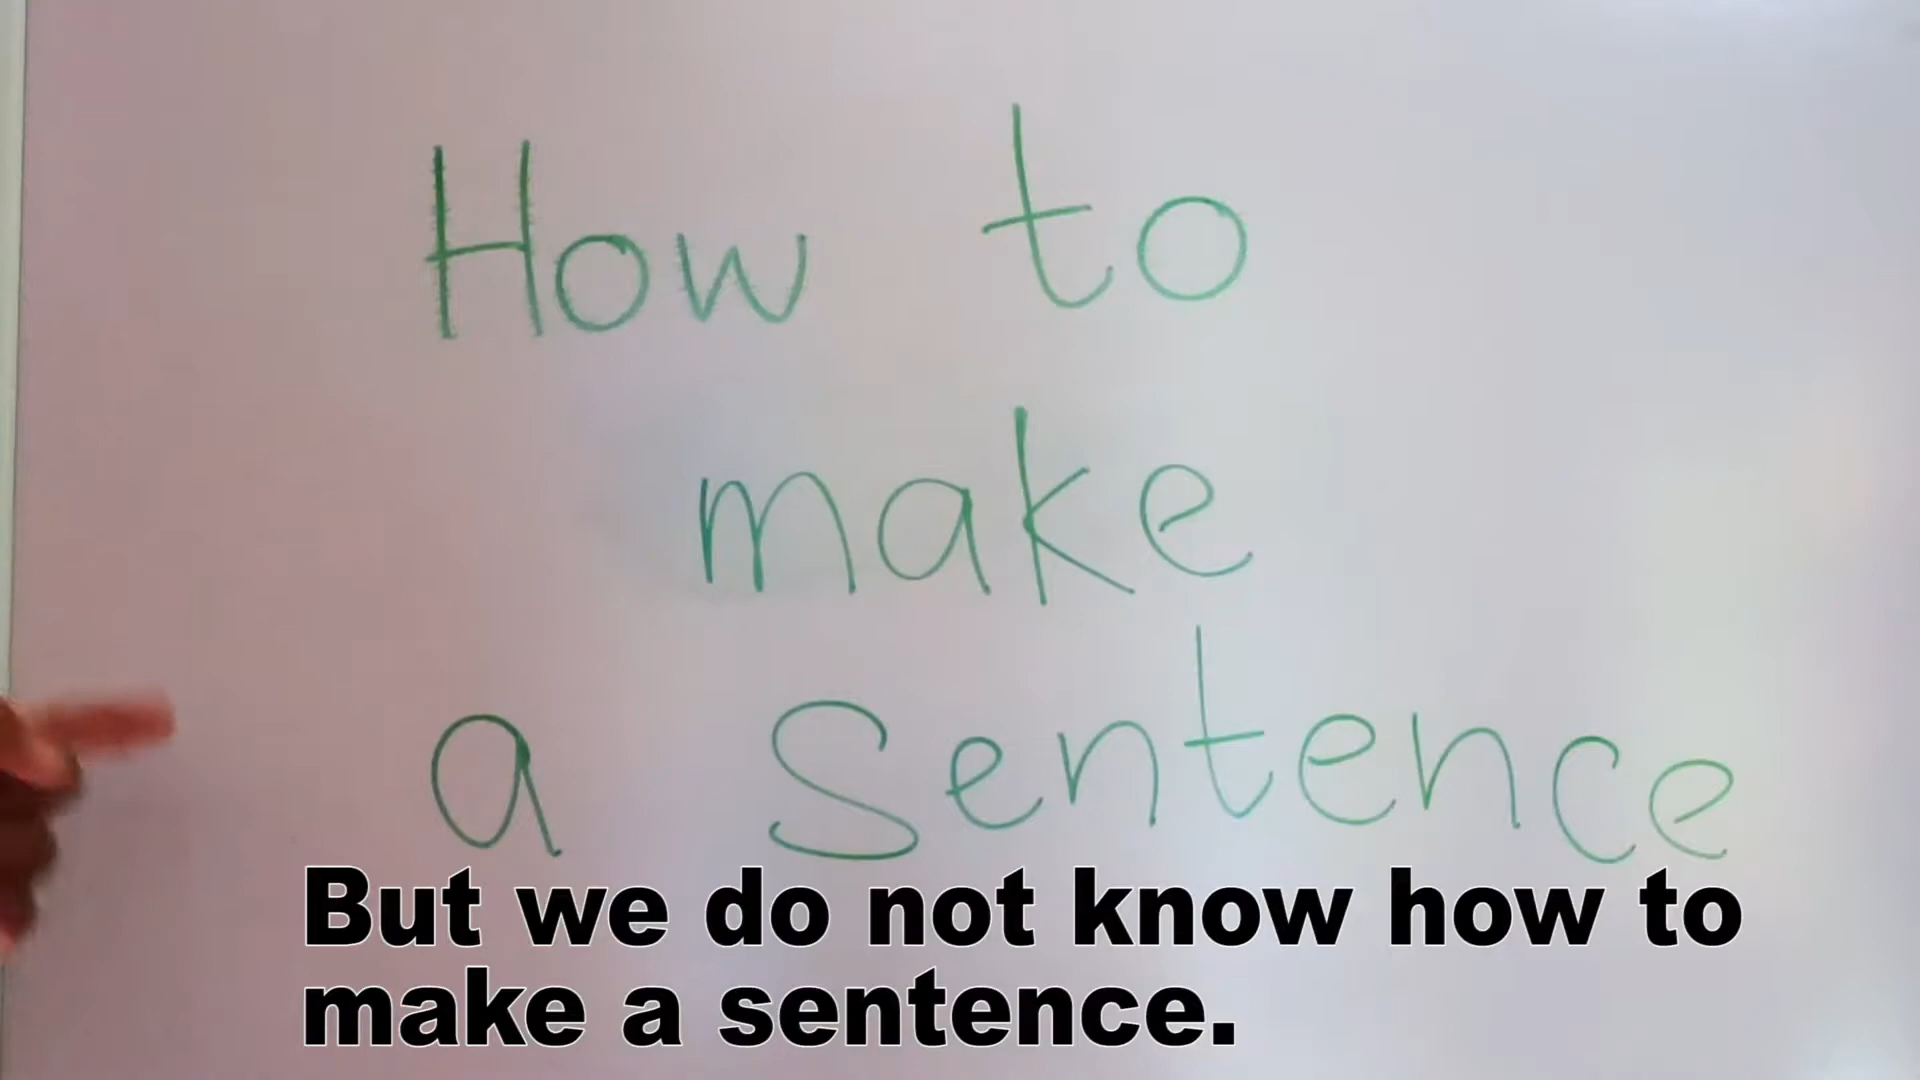 How to
make
a Sentence
But we do not know how to
make a sentence.